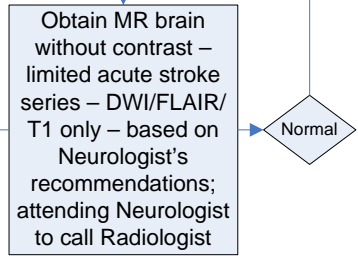 Obtain MR brain
without contrast –
limited acute stroke
series – DWI/FLAIR/
T1 only – based on
Neurologist's
recommendations;
attending Neurologist
to call Radiologist
Normal